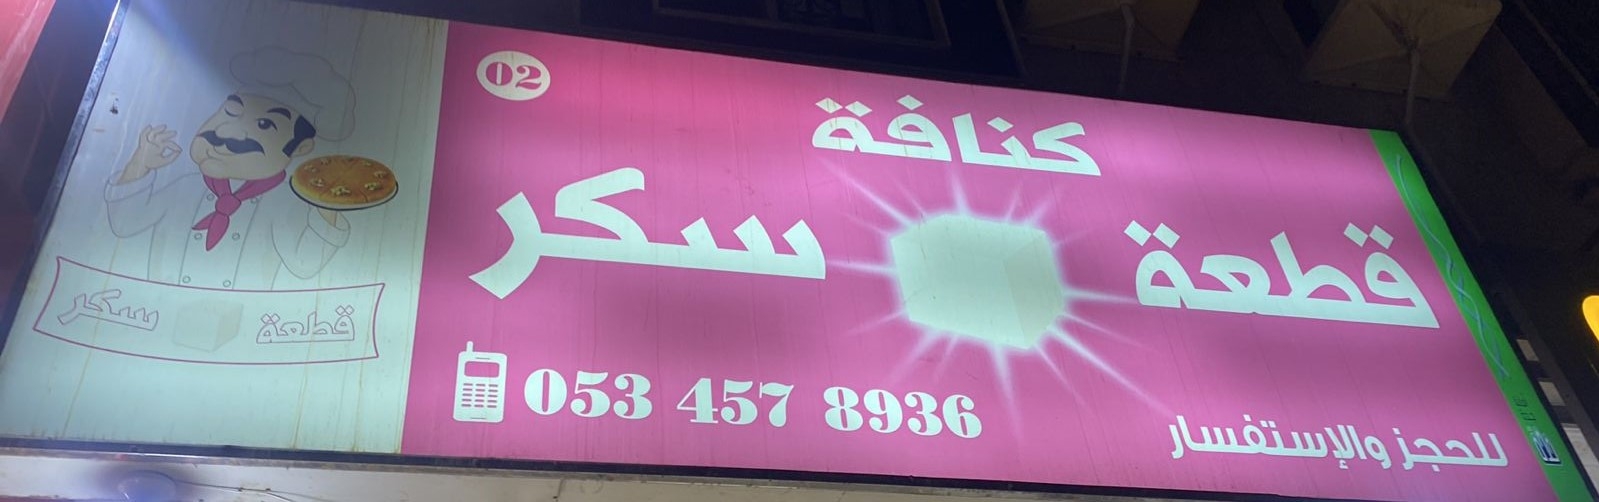 02
كنافة
قطعة سكر
للحجز والإستفسار
053 457 8936
قطعة سكر